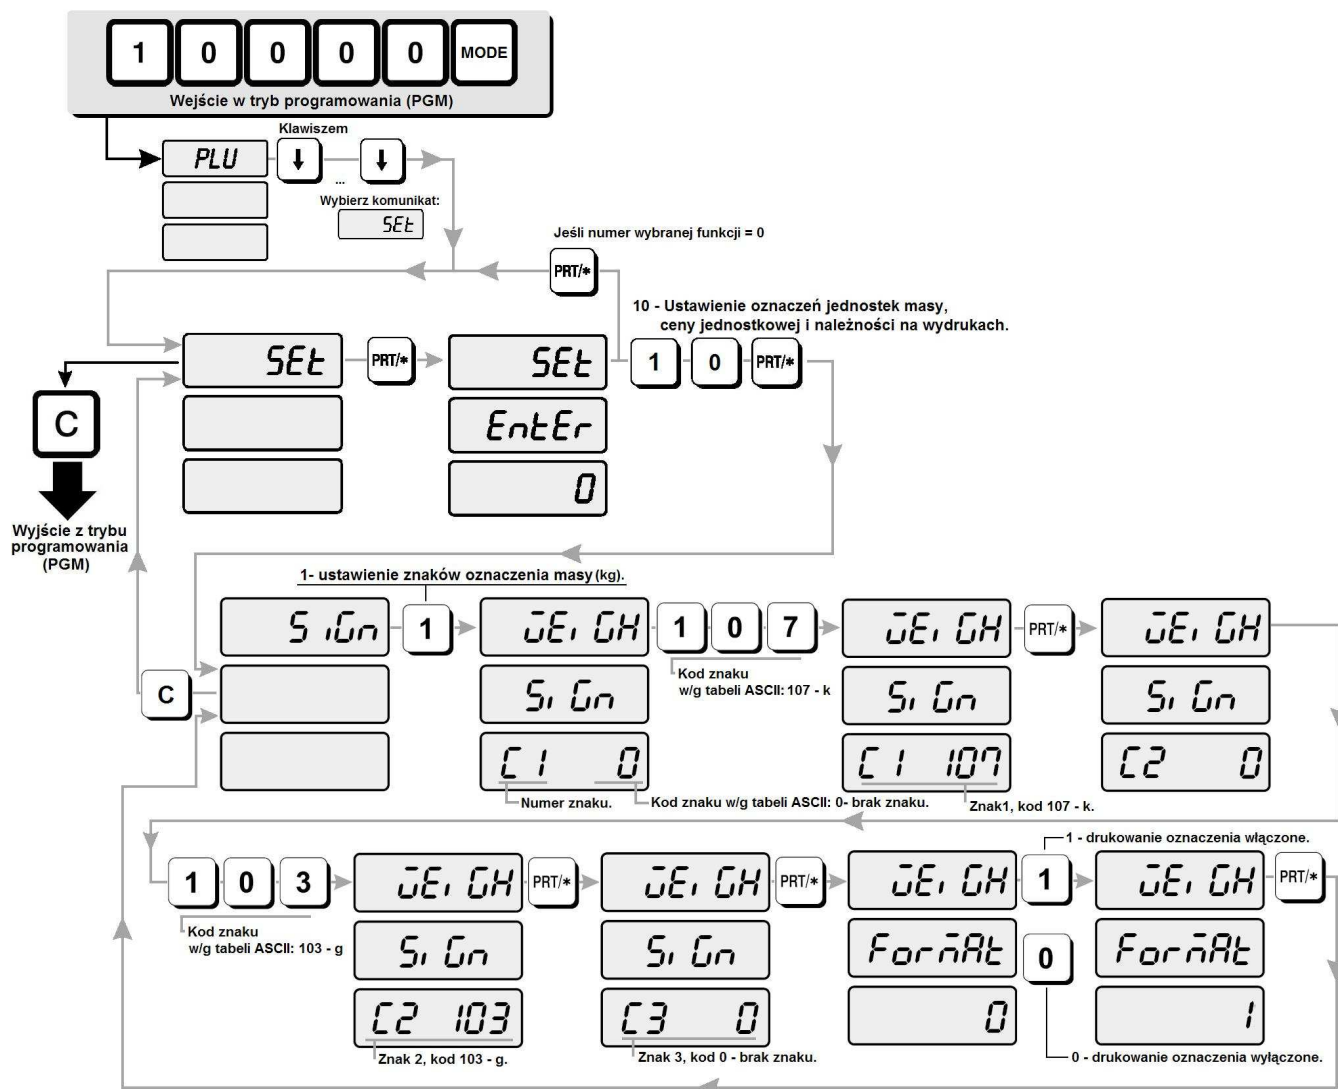 1 0 0 0 0 MODE
Wejście w tryb programowania (PGM)
Klawiszem
PLU
...
Wybierz komunikat:
SEt
Jeśli numer wybranej funkcji = 0
PRT/*
10 - Ustawienie oznaczeń jednostek masy,
ceny jednostkowej i należności na wydrukach.
SEt PRT/* SEt 1 0 PRT/*
C
EntEr
0
Wyjście z trybu
programowania
(PGM)
1- ustawienie znaków oznaczenia masy (kg).
SiGn 1 WEiGH 1 0 7 WEiGH PRT/* WEiGH
Kod znaku
w/g tabeli ASCII: 107 - k
C SiGn SiGn SiGn
C1 0 C1 107 C2 0
Numer znaku. Kod znaku w/g tabeli ASCII: 0- brak znaku. Znak1, kod 107 - k.
1 - drukowanie oznaczenia włączone.
1 0 3 WEiGH PRT/* WEiGH PRT/* WEiGH 1 WEiGH PRT/*
Kod znaku
w/g tabeli ASCII: 103 - g
SiGn SiGn ForMAt 0 ForMAt
C2 103 C3 0 0 1
Znak 2, kod 103 - g. Znak 3, kod 0 - brak znaku. 0 - drukowanie oznaczenia wyłączone.